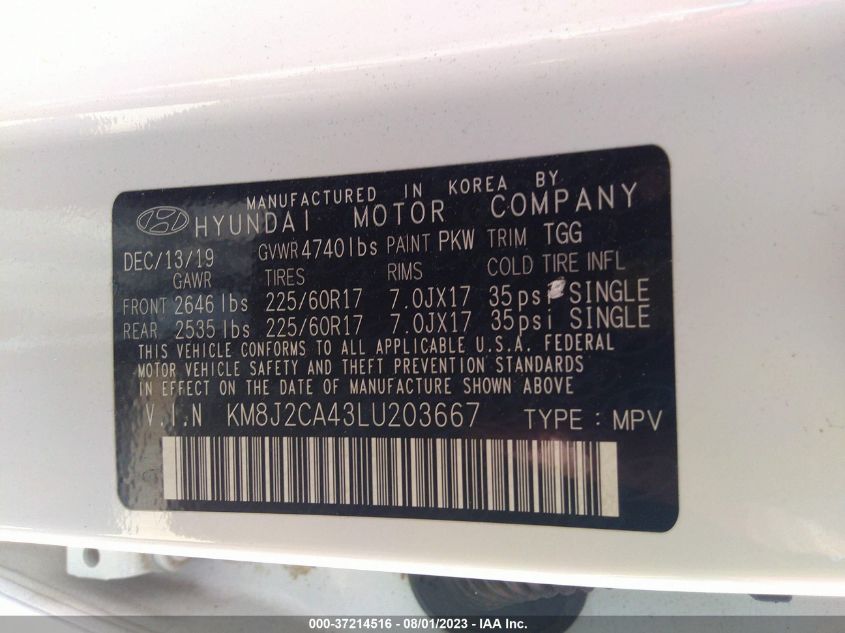 MANUFACTURED IN KOREA BY
HYUNDAI MOTOR COMPANY
DEC/13/19 GVWR 4740lbs PAINT PKW TRIM TGG
GAWR TIRES RIMS COLD TIRE INFL
FRONT 2646 lbs 225/60R17 7.0JX17 35psi SINGLE
REAR 2535 lbs 225/60R17 7.0JX17 35psi SINGLE
THIS VEHICLE CONFORMS TO ALL APPLICABLE U.S.A. FEDERAL
MOTOR VEHICLE SAFETY AND THEFT PREVENTION STANDARDS
IN EFFECT ON THE DATE OF MANUFACTURE SHOWN ABOVE
V.I.N KM8J2CA43LU203667 TYPE : MPV
000-37214516 - 08/01/2023 - © IAA Inc.